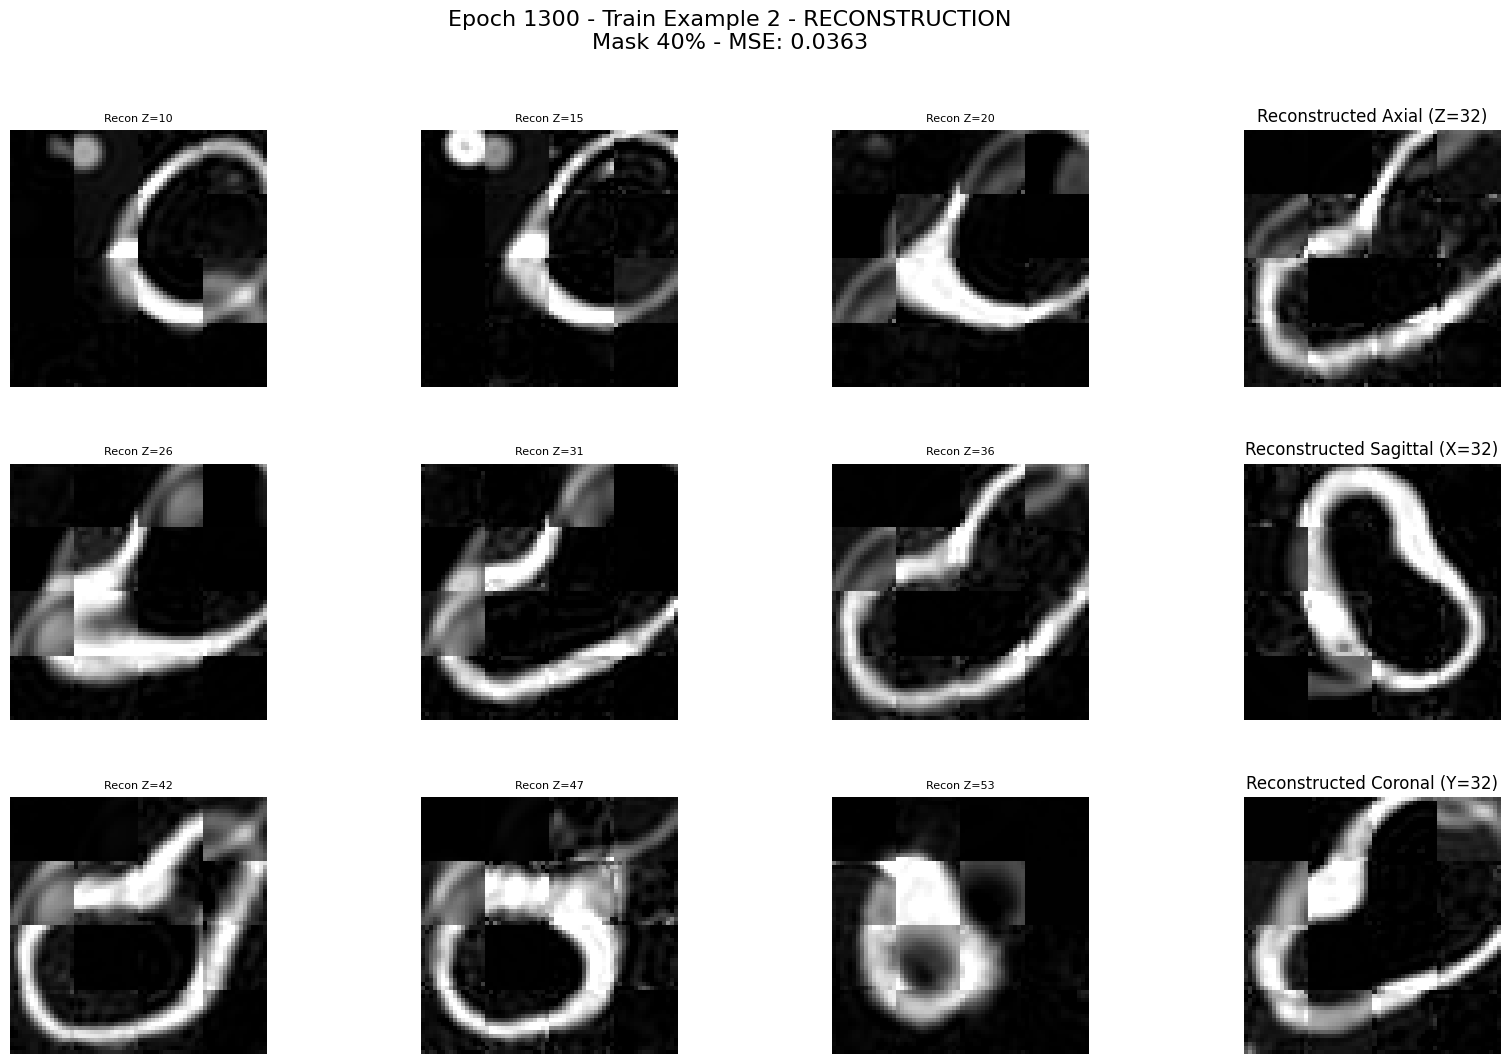 Epoch 1300 - Train Example 2 - RECONSTRUCTION
Mask 40% - MSE: 0.0363
Recon Z=10
Recon Z=15
Recon Z=20
Reconstructed Axial (Z=32)
Recon Z=26
Recon Z=31
Recon Z=36
Reconstructed Sagittal (X=32)
Recon Z=42
Recon Z=47
Recon Z=53
Reconstructed Coronal (Y=32)